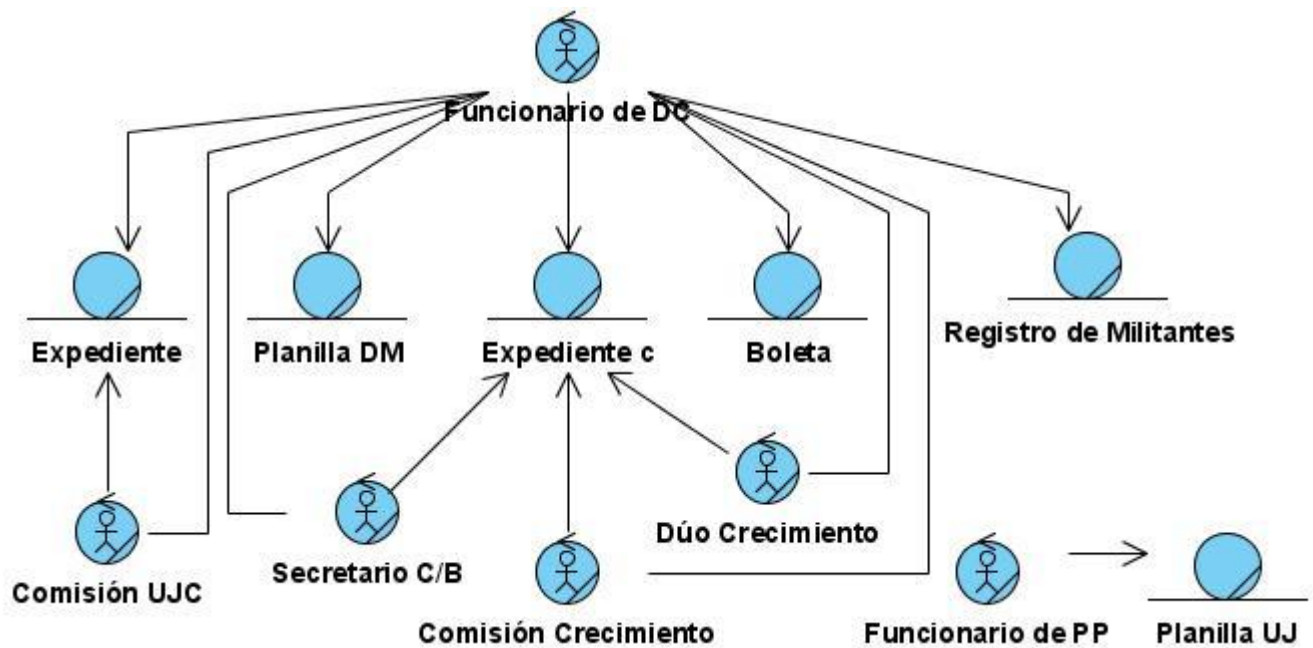 Funcionario de DC
Expediente
Planilla DM
Expediente c
Boleta
Registro de Militantes
Comisión UJC
Secretario C/B
Dúo Crecimiento
Comisión Crecimiento
Funcionario de PP
Planilla UJ